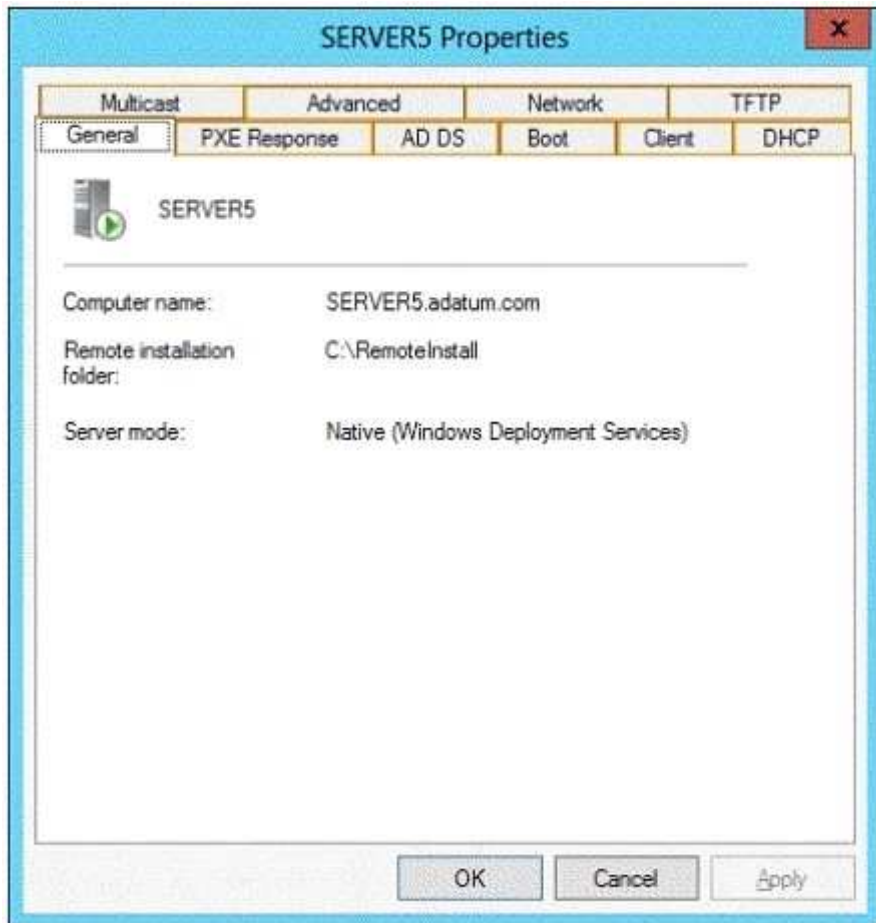 SERVER5 Properties
x
Multicast Advanced Network TFTP
General PXE Response AD DS Boot Client DHCP
SERVER5
Computer name: SERVER5.adatum.com
Remote installation C:\RemoteInstall
folder:
Server mode: Native (Windows Deployment Services)
OK Cancel Apply